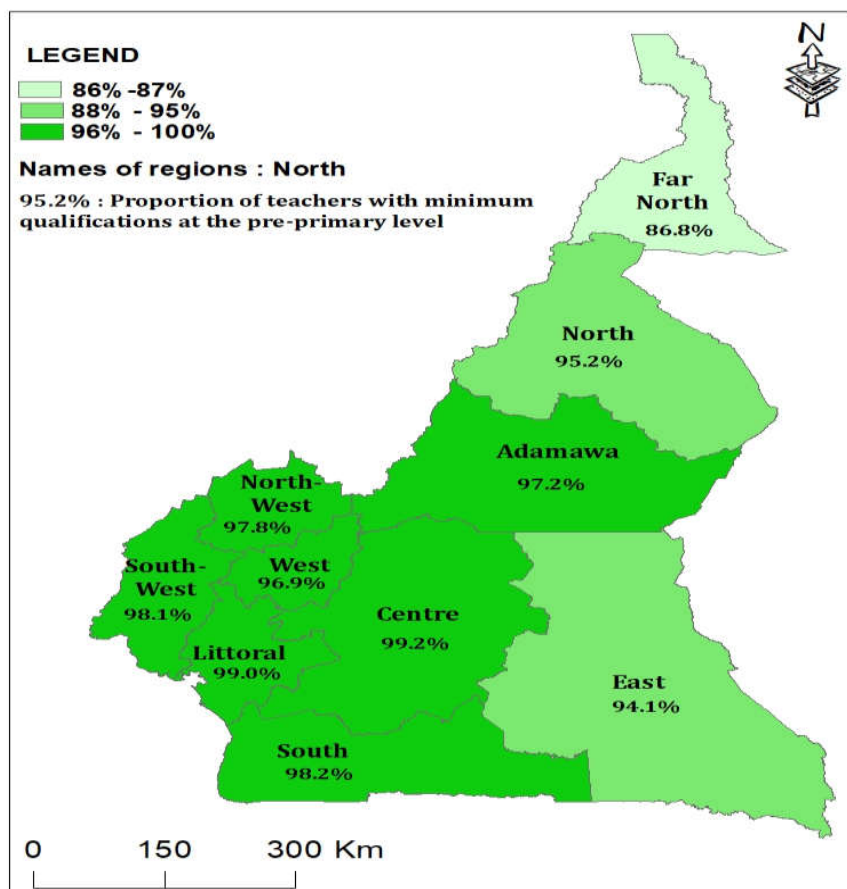 LEGEND
86% -87%
88% - 95%
96% - 100%
Names of regions : North
95.2% : Proportion of teachers with minimum
qualifications at the pre-primary level
N
Far
North
86.8%
North
95.2%
Adamawa
97.2%
North-
West
97.8%
South-
West
98.1%
West
96.9%
Centre
99.2%
Littoral
99.0%
East
94.1%
South
98.2%
0 150 300 Km